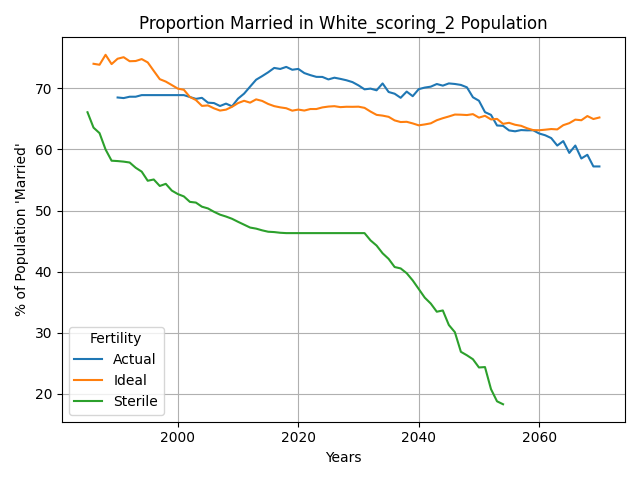 Proportion Married in White_scoring_2 Population
% of Population 'Married'
70
60
50
40
30
20
Fertility
Actual
Ideal
Sterile
2000 2020 2040 2060
Years